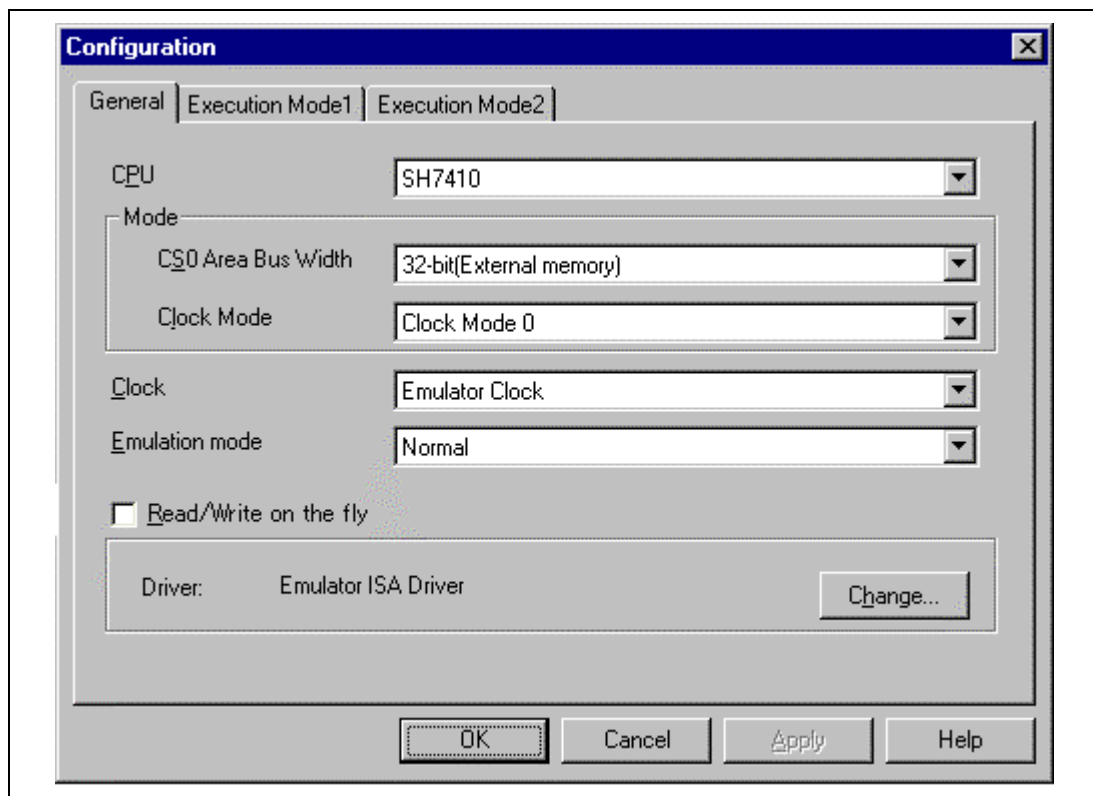 Configuration
General Execution Mode1 Execution Mode2
CPU SH7410
Mode
CS0 Area Bus Width 32-bit(External memory)
Clock Mode Clock Mode 0
Clock Emulator Clock
Emulation mode Normal
Read/Write on the fly
Driver: Emulator ISA Driver Change...
OK Cancel Apply Help